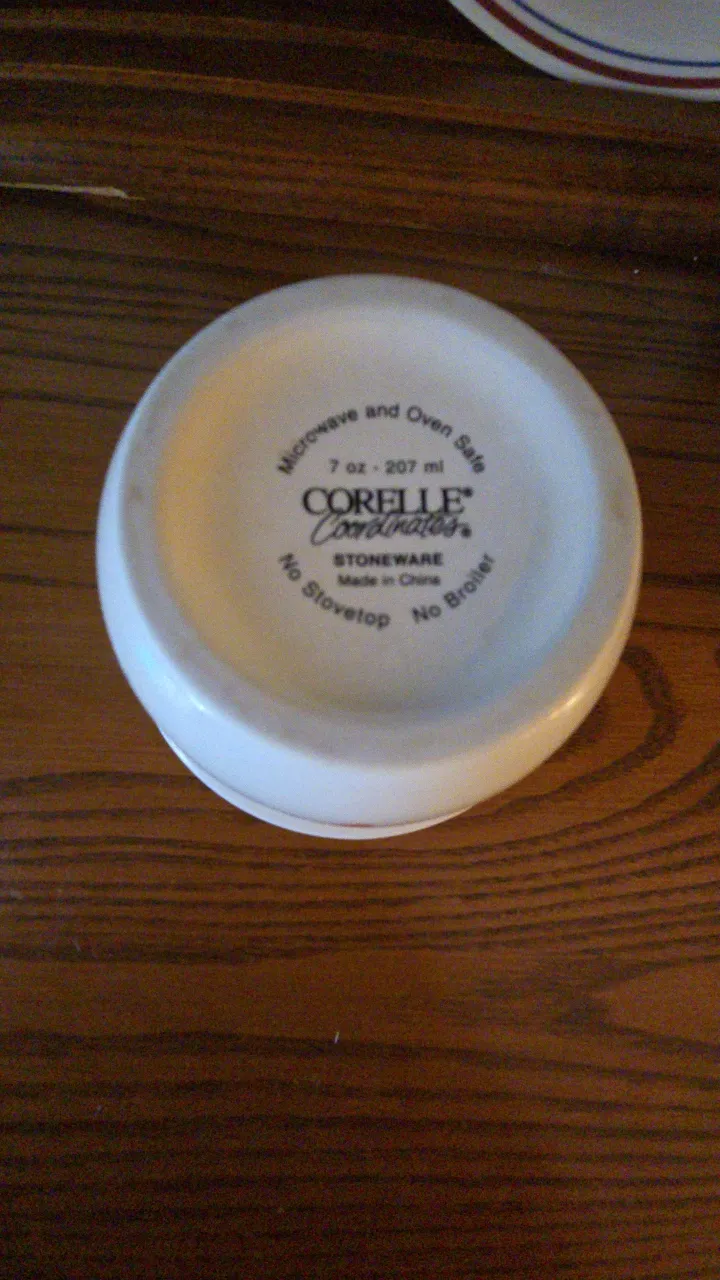 Microwave and Oven Safe
7 oz - 207 ml
CORELLE®
Coordinates®
STONEWARE
Made in China
No Stovetop No Broiler